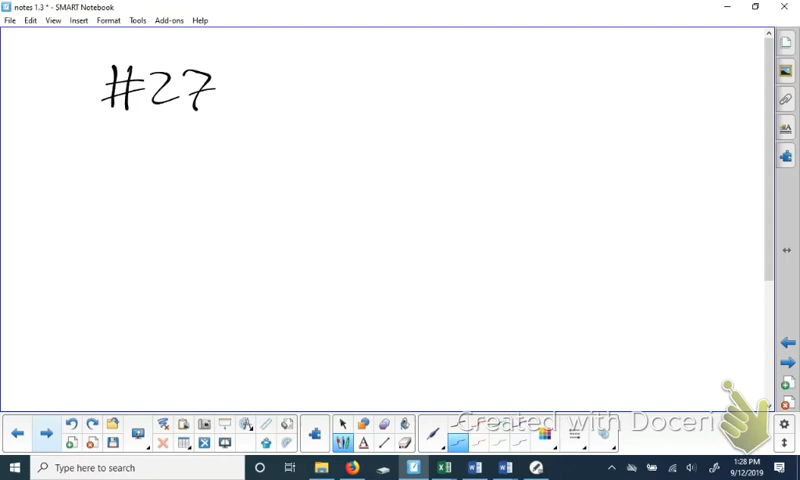 notes 1.3 * - SMART Notebook
File Edit View Insert Format Tools Add-ons Help
#27
Created with Doceri
Type here to search
1:28 PM
9/12/2019